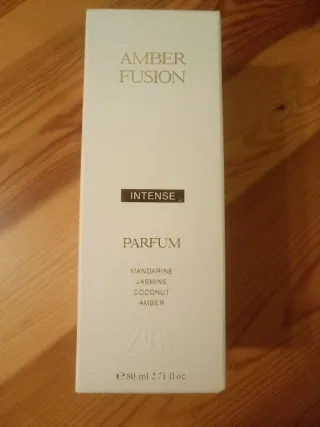 AMBER
FUSION
INTENSE
PARFUM
MANDARINE
JASMINE
COCONUT
AMBER
ZARA
℮ 80 ml 2.71 fl oz